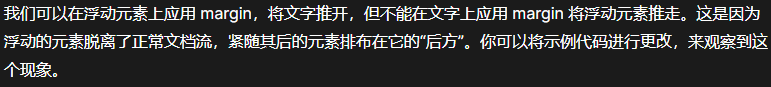 我们可以在浮动元素上应用 margin，将文字推开，但不能在文字上应用 margin 将浮动元素推走。这是因为
浮动的元素脱离了正常文档流，紧随其后的元素排布在它的“后方”。你可以将示例代码进行更改，来观察到这
个现象。